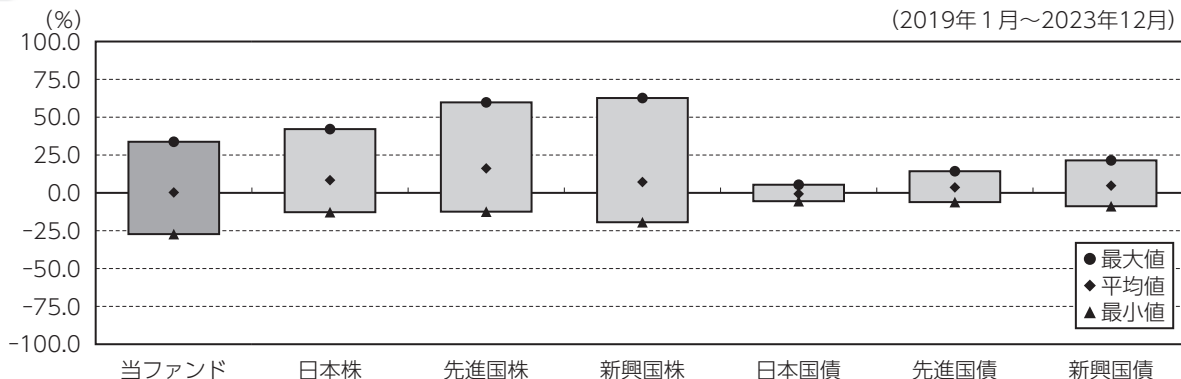 (%)
(2019年1月～2023年12月)
100.0
75.0
50.0
25.0
0.0
-25.0
-50.0
-75.0
-100.0
●最大値
◆平均値
▲最小値
当ファンド 日本株 先進国株 新興国株 日本国債 先進国債 新興国債